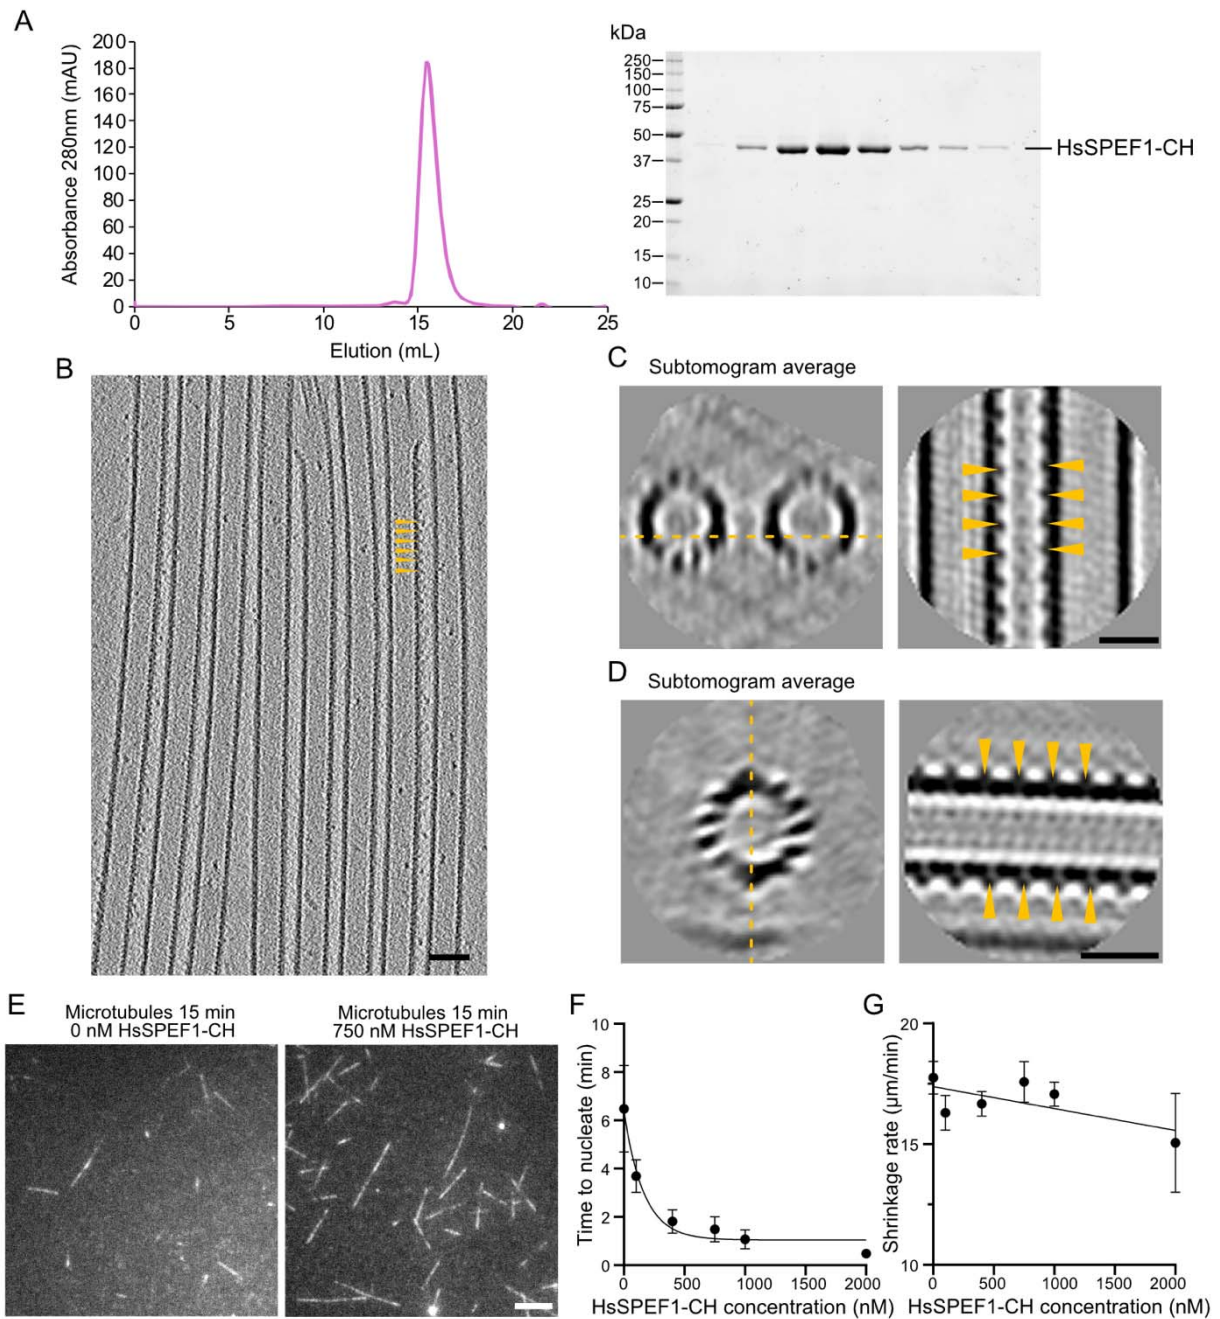 A
Absorbance 280nm (mAU)
200
180
160
140
120
100
80
60
40
20
0
0 5 10 15 20 25
Elution (mL)
kDa
250
150
100
75
50
37
25
20
15
10
HsSPEF1-CH
B
C
Subtomogram average
D
Subtomogram average
E
Microtubules 15 min
0 nM HsSPEF1-CH
Microtubules 15 min
750 nM HsSPEF1-CH
F
Time to nucleate (min)
10
8
6
4
2
0
0 500 1000 1500 2000
HsSPEF1-CH concentration (nM)
G
Shrinkage rate (µm/min)
20
15
10
0 500 1000 1500 2000
HsSPEF1-CH concentration (nM)